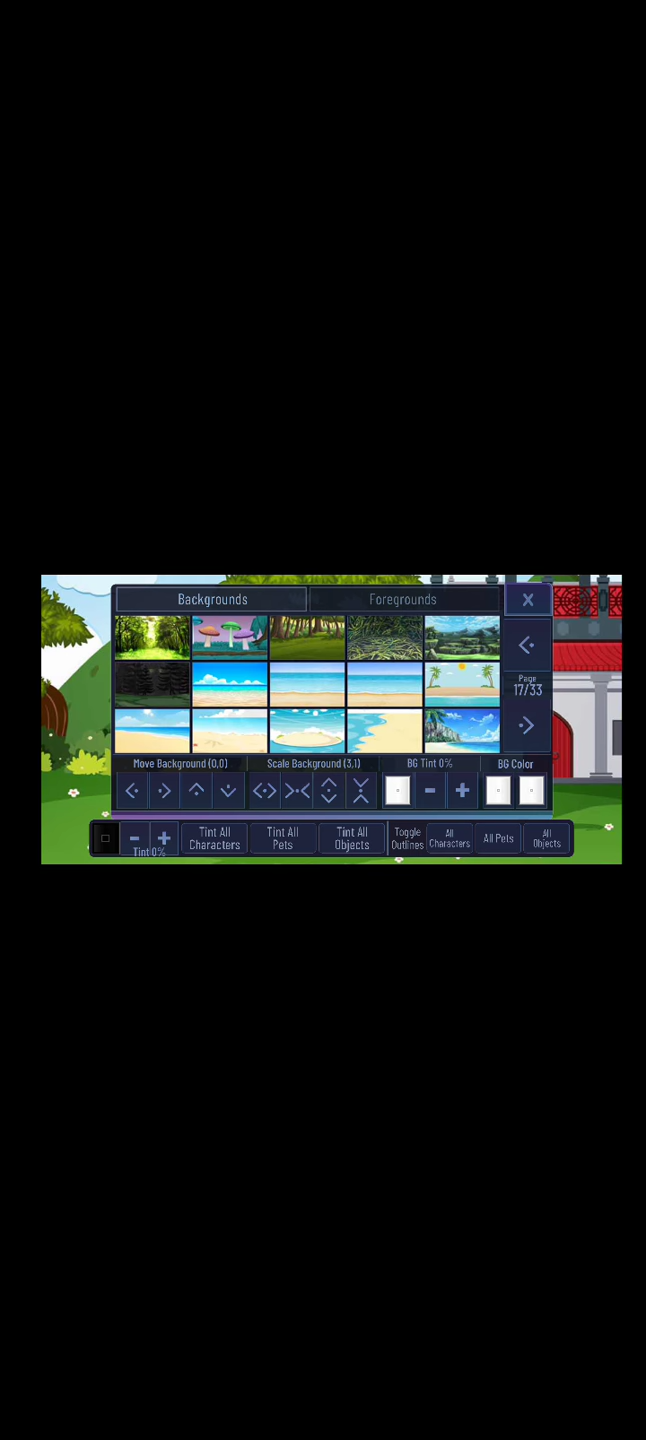 Backgrounds
Foregrounds
X
Page
17/33
Move Background (0,0)
Scale Background (3,1)
BG Tint 0%
BG Color
Tint 0%
Tint All
Characters
Tint All
Pets
Tint All
Objects
Toggle
Outlines
All
Characters
All Pets
All
Objects